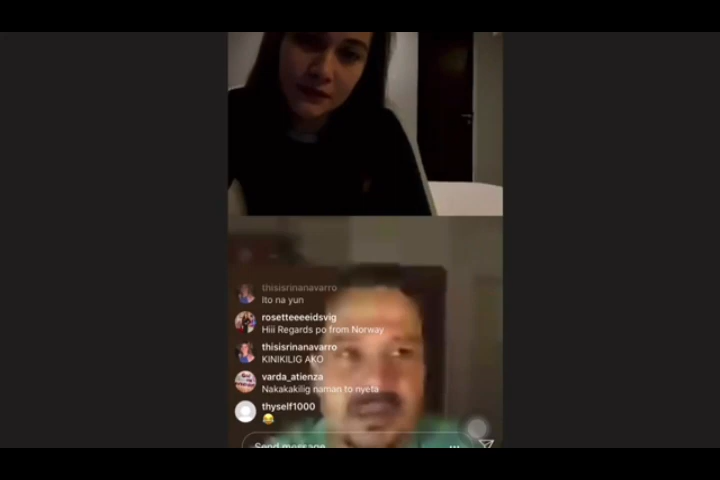 thisisrinanavarro
Ito na yun
rosetteeeeidsvig
Hiii Regards po from Norway
thisisrinanavarro
KINIKILIG AKO
varda_atienza
Nakakakilig naman to nyeta
thyself1000
😂
Send message